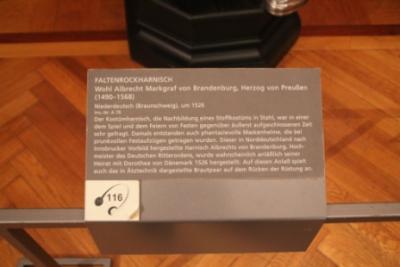 FALTENROCKHARNISCH
Wohl Albrecht Markgraf von Brandenburg, Herzog von Preußen
(1490-1568)
Niederdeutsch (Braunschweig), um 1526
Inv.-Nr. A 78
Der Kostümharnisch, die Nachbildung eines Stoffkostüms in Stahl, war in einer
dem Spiel und dem Feiern von Festen gegenüber äußerst aufgeschlossenen Zeit
sehr gefragt. Damals entstanden auch phantasievolle Maskenhelme, die bei
prunkvollen Festaufzügen getragen wurden. Dieser in Norddeutschland nach
Innsbrucker Vorbild hergestellte Harnisch Albrechts von Brandenburg, Hoch-
meister des Deutschen Ritterordens, wurde wahrscheinlich anläßlich seiner
Heirat mit Dorothea von Dänemark 1526 hergestellt. Auf diesen Anlaß spielt
auch das in Ätztechnik dargestellte Brautpaar auf dem Rücken der Rüstung an.
116